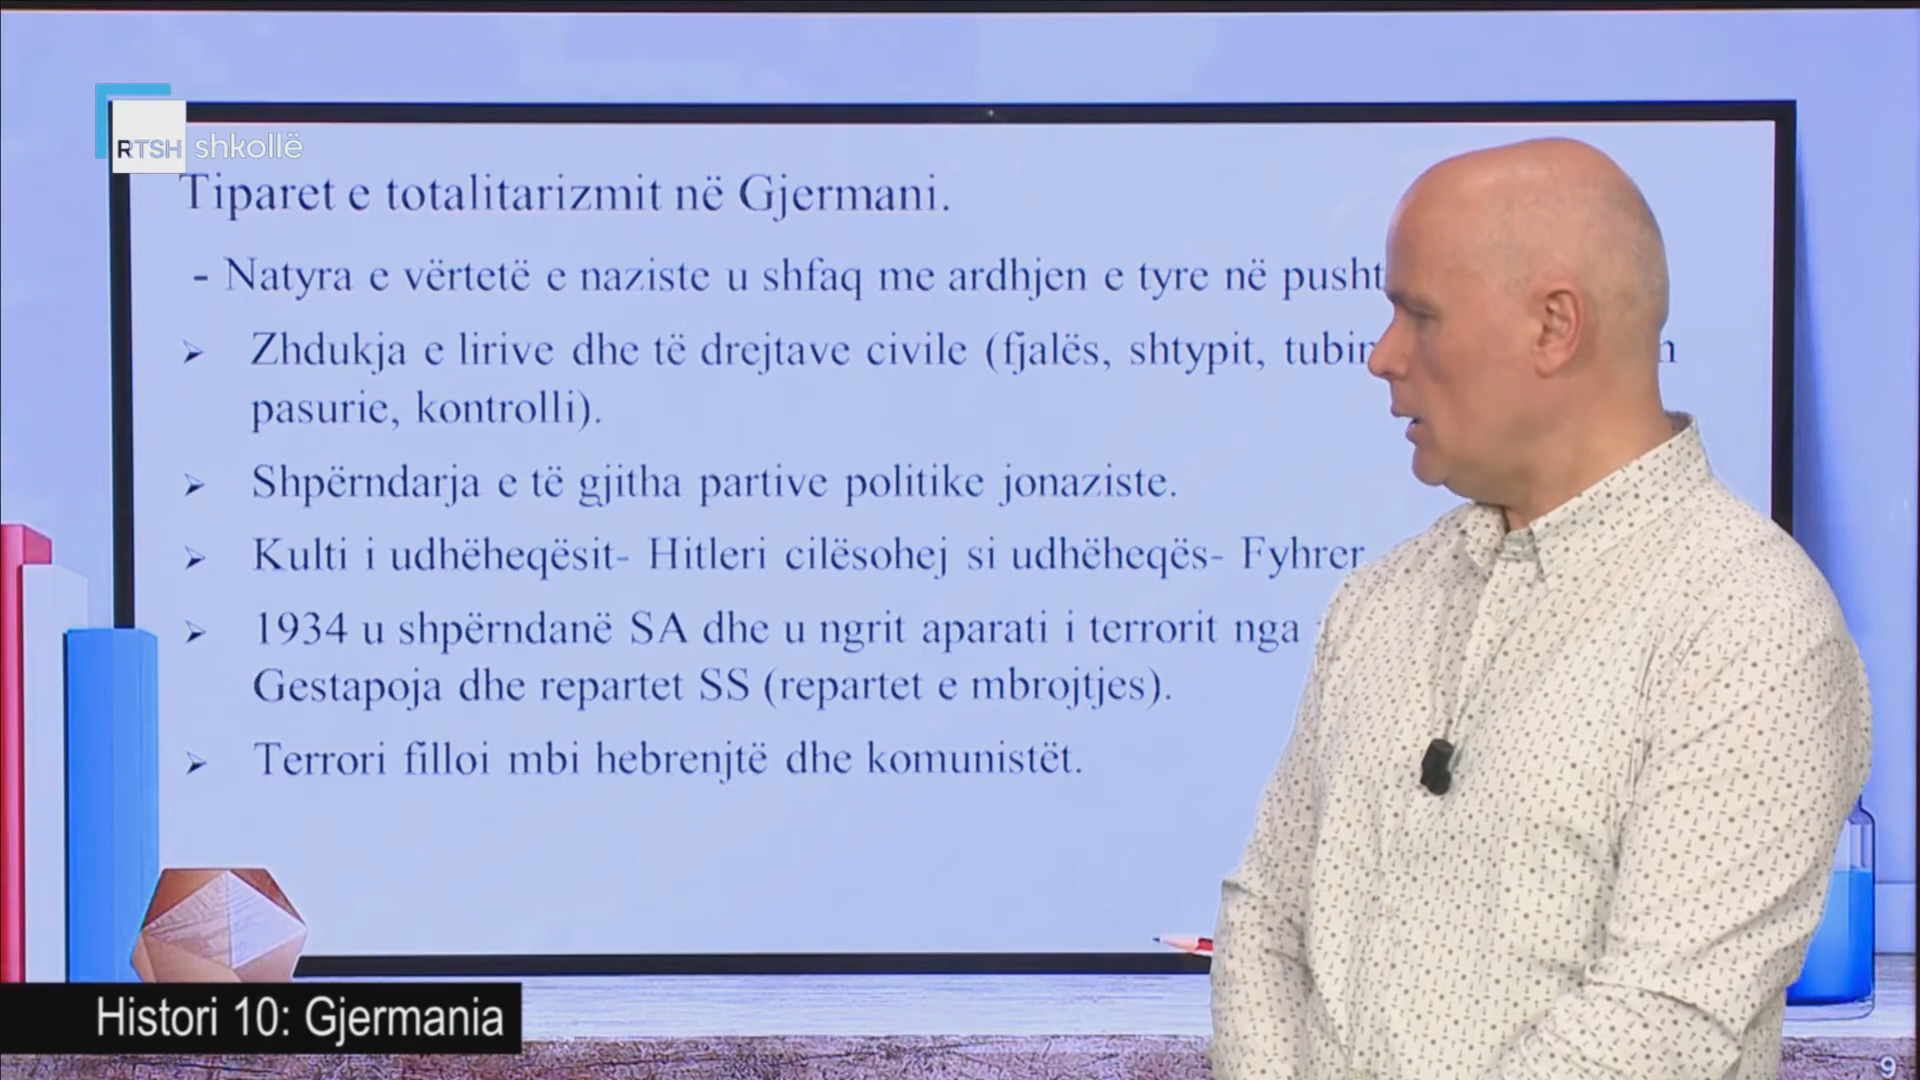 RTSH shkollë
Tiparet e totalitarizmit në Gjermani.
- Natyra e vërtetë e naziste u shfaq me ardhjen e tyre në
Zhdukja e lirive dhe të drejtave civile (fjalës, shtypit,
pasurie, kontrolli).
Shpërndarja e të gjitha partive politike jonaziste.
Kulti i udhëheqësit- Hitleri cilësohej si udhëheqës- Fyhrer
1934 u shpërndanë SA dhe u ngrit aparati i terrorit nga
Gestapoja dhe repartet SS (repartet e mbrojtjes).
Terrori filloi mbi hebrenjtë dhe komunistët.
Histori 10: Gjermania
9